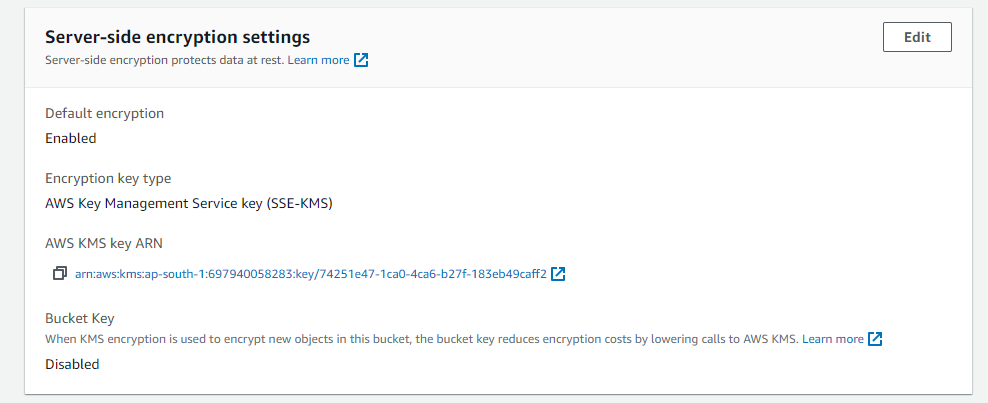 Server-side encryption settings
Edit
Server-side encryption protects data at rest. Learn more
Default encryption
Enabled
Encryption key type
AWS Key Management Service key (SSE-KMS)
AWS KMS key ARN
arn:aws:kms:ap-south-1:697940058283:key/74251e47-1ca0-4ca6-b27f-183eb49caff2
Bucket Key
When KMS encryption is used to encrypt new objects in this bucket, the bucket key reduces encryption costs by lowering calls to AWS KMS. Learn more
Disabled